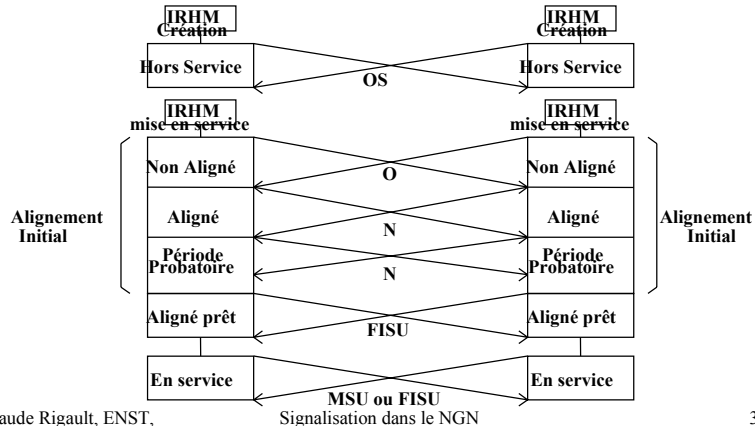 IRHM IRHM
Création Création
Hors Service Hors Service
OS
IRHM IRHM
mise en service mise en service
Non Aligné Non Aligné
O
Alignement Aligné Aligné Alignement
Initial Initial
N
Période Période
Probatoire Probatoire
N
Aligné prêt Aligné prêt
FISU
En service En service
MSU ou FISU
aude Rigault, ENST, Signalisation dans le NGN 3